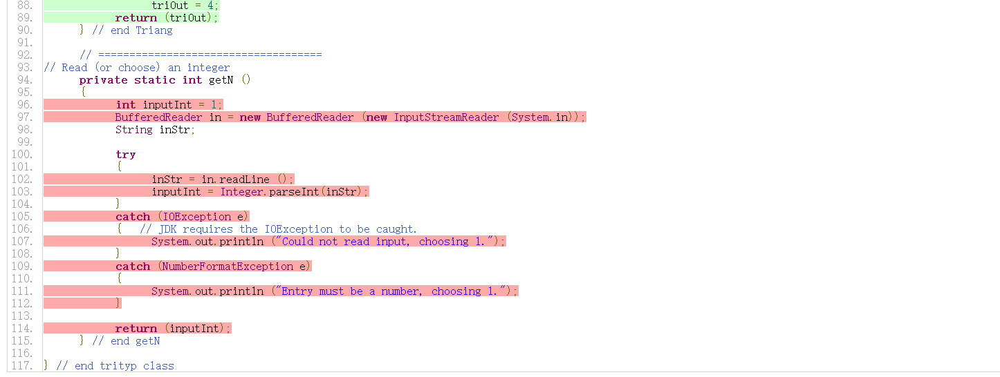 88. triOut = 4;
89. return (triOut);
90. } // end Triang
91.
92. // ====================================
93. // Read (or choose) an integer
94. private static int getN ()
95. {
96. int inputInt = 1;
97. BufferedReader in = new BufferedReader (new InputStreamReader (System.in));
98. String inStr;
99.
100. try
101. {
102. inStr = in.readLine ();
103. inputInt = Integer.parseInt(inStr);
104. }
105. catch (IOException e)
106. { // JDK requires the IOException to be caught.
107. System.out.println ("Could not read input, choosing 1.");
108. }
109. catch (NumberFormatException e)
110. {
111. System.out.println ("Entry must be a number, choosing 1.");
112. }
113.
114. return (inputInt);
115. } // end getN
116.
117. } // end trityp class